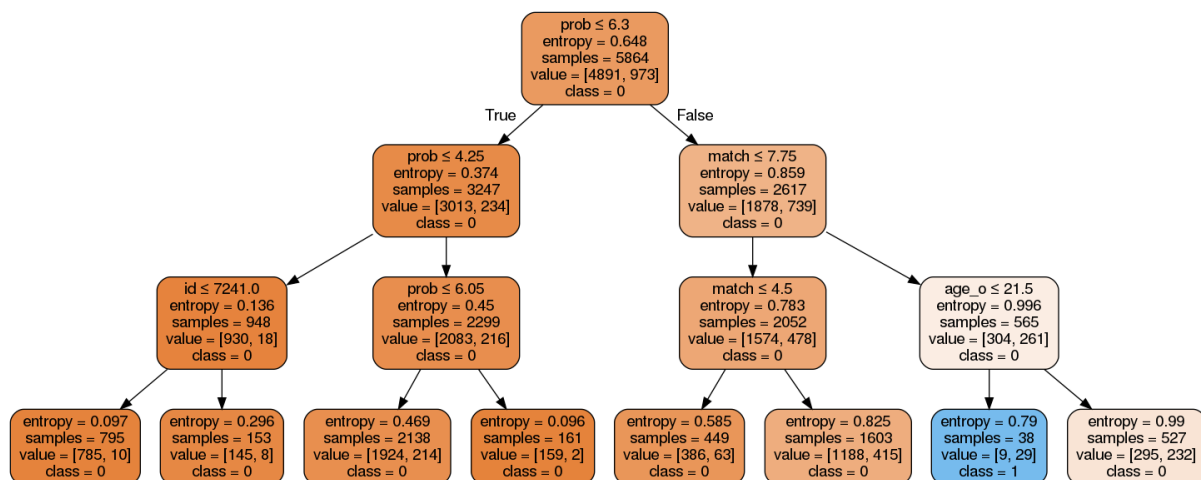 prob ≤ 6.3
entropy = 0.648
samples = 5864
value = [4891, 973]
class = 0
True
False
prob ≤ 4.25
entropy = 0.374
samples = 3247
value = [3013, 234]
class = 0
match ≤ 7.75
entropy = 0.859
samples = 2617
value = [1878, 739]
class = 0
id ≤ 7241.0
entropy = 0.136
samples = 948
value = [930, 18]
class = 0
prob ≤ 6.05
entropy = 0.45
samples = 2299
value = [2083, 216]
class = 0
match ≤ 4.5
entropy = 0.783
samples = 2052
value = [1574, 478]
class = 0
age_o ≤ 21.5
entropy = 0.996
samples = 565
value = [304, 261]
class = 0
entropy = 0.097
samples = 795
value = [785, 10]
class = 0
entropy = 0.296
samples = 153
value = [145, 8]
class = 0
entropy = 0.469
samples = 2138
value = [1924, 214]
class = 0
entropy = 0.096
samples = 161
value = [159, 2]
class = 0
entropy = 0.585
samples = 449
value = [386, 63]
class = 0
entropy = 0.825
samples = 1603
value = [1188, 415]
class = 0
entropy = 0.79
samples = 38
value = [9, 29]
class = 1
entropy = 0.99
samples = 527
value = [295, 232]
class = 0